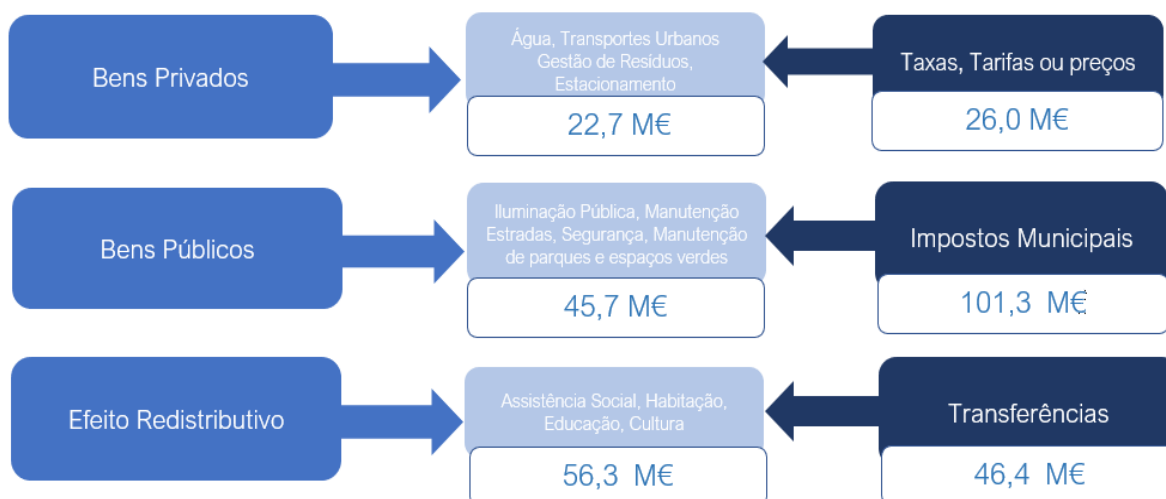 Bens Privados
Água, Transportes Urbanos
Gestão de Resíduos,
Estacionamento
22,7 M€
Taxas, Tarifas ou preços
26,0 M€
Bens Públicos
Iluminação Pública, Manutenção
Estradas, Segurança, Manutenção
de parques e espaços verdes
45,7 M€
Impostos Municipais
101,3 M€
Efeito Redistributivo
Assistência Social, Habitação,
Educação, Cultura
56,3 M€
Transferências
46,4 M€